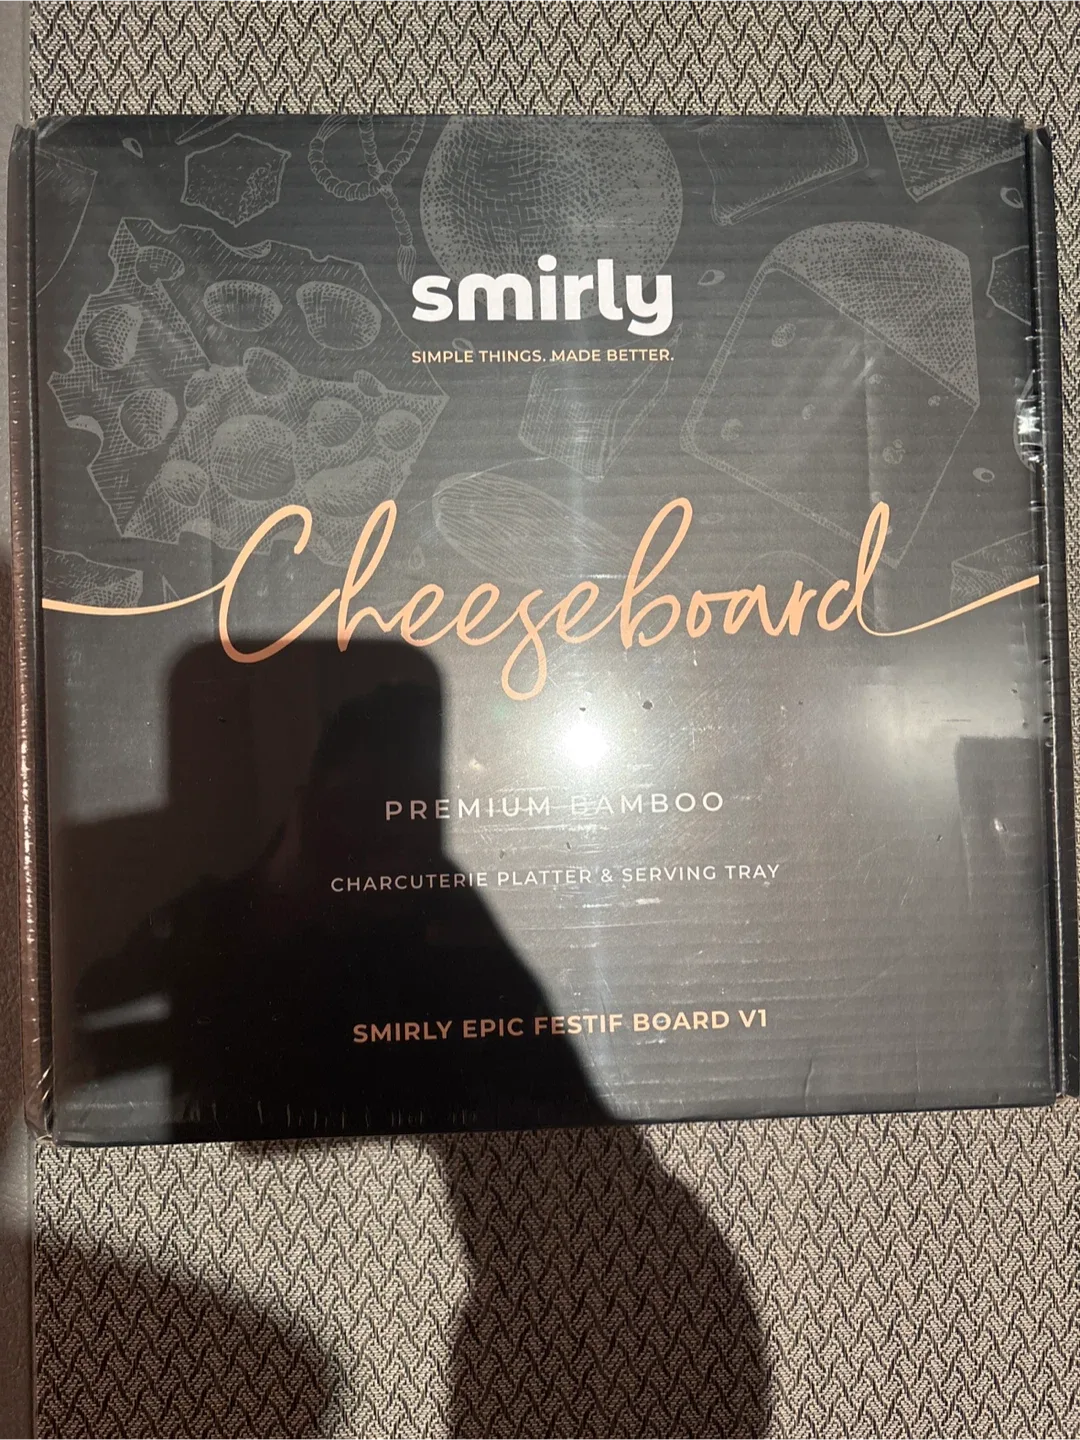 smirly
SIMPLE THINGS. MADE BETTER.
Cheeseboard
PREMIUM BAMBOO
CHARCUTERIE PLATTER & SERVING TRAY
SMIRLY EPIC FESTIF BOARD V1